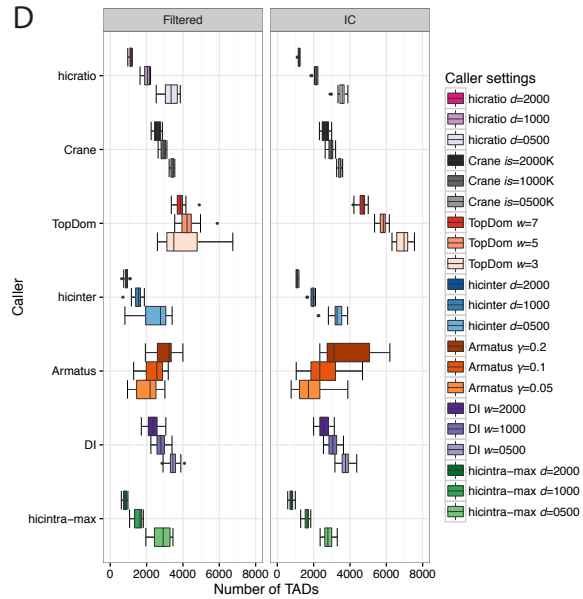 D
Filtered
IC
Caller
hicratio
Crane
TopDom
hicinter
Armatus
DI
hicintra-max
0 2000 4000 6000 8000
0 2000 4000 6000 8000
Number of TADs
Caller settings
hicratio d=2000
hicratio d=1000
hicratio d=0500
Crane is=2000K
Crane is=1000K
Crane is=0500K
TopDom w=7
TopDom w=5
TopDom w=3
hicinter d=2000
hicinter d=1000
hicinter d=0500
Armatus γ=0.2
Armatus γ=0.1
Armatus γ=0.05
DI w=2000
DI w=1000
DI w=0500
hicintra-max d=2000
hicintra-max d=1000
hicintra-max d=0500